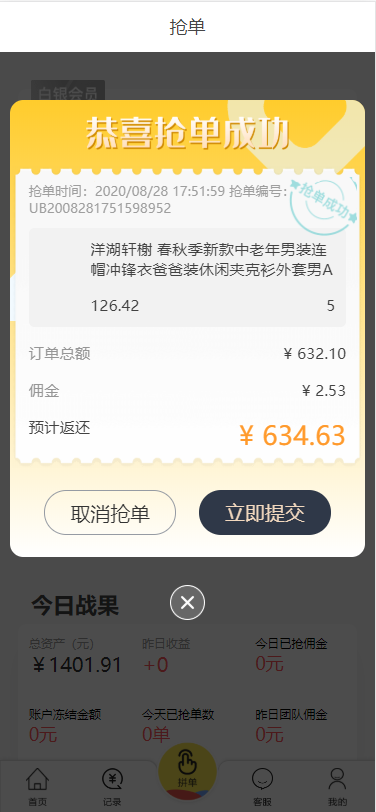 抢单
白银会员
恭喜抢单成功
抢单时间：2020/08/28 17:51:59 抢单编号：
UB2008281751598952
抢单成功
洋湖轩榭 春秋季新款中老年男装连
帽冲锋衣爸爸装休闲夹克衫外套男A
126.42 5
订单总额 ¥ 632.10
佣金 ¥ 2.53
预计返还 ¥ 634.63
取消抢单 立即提交
今日战果
总资产（元） 昨日收益 今日已抢佣金
¥1401.91 +0 0元
账户冻结金额 今天已抢单数 昨日团队佣金
0元 0单 0元
首页 记录 拼单 客服 我的